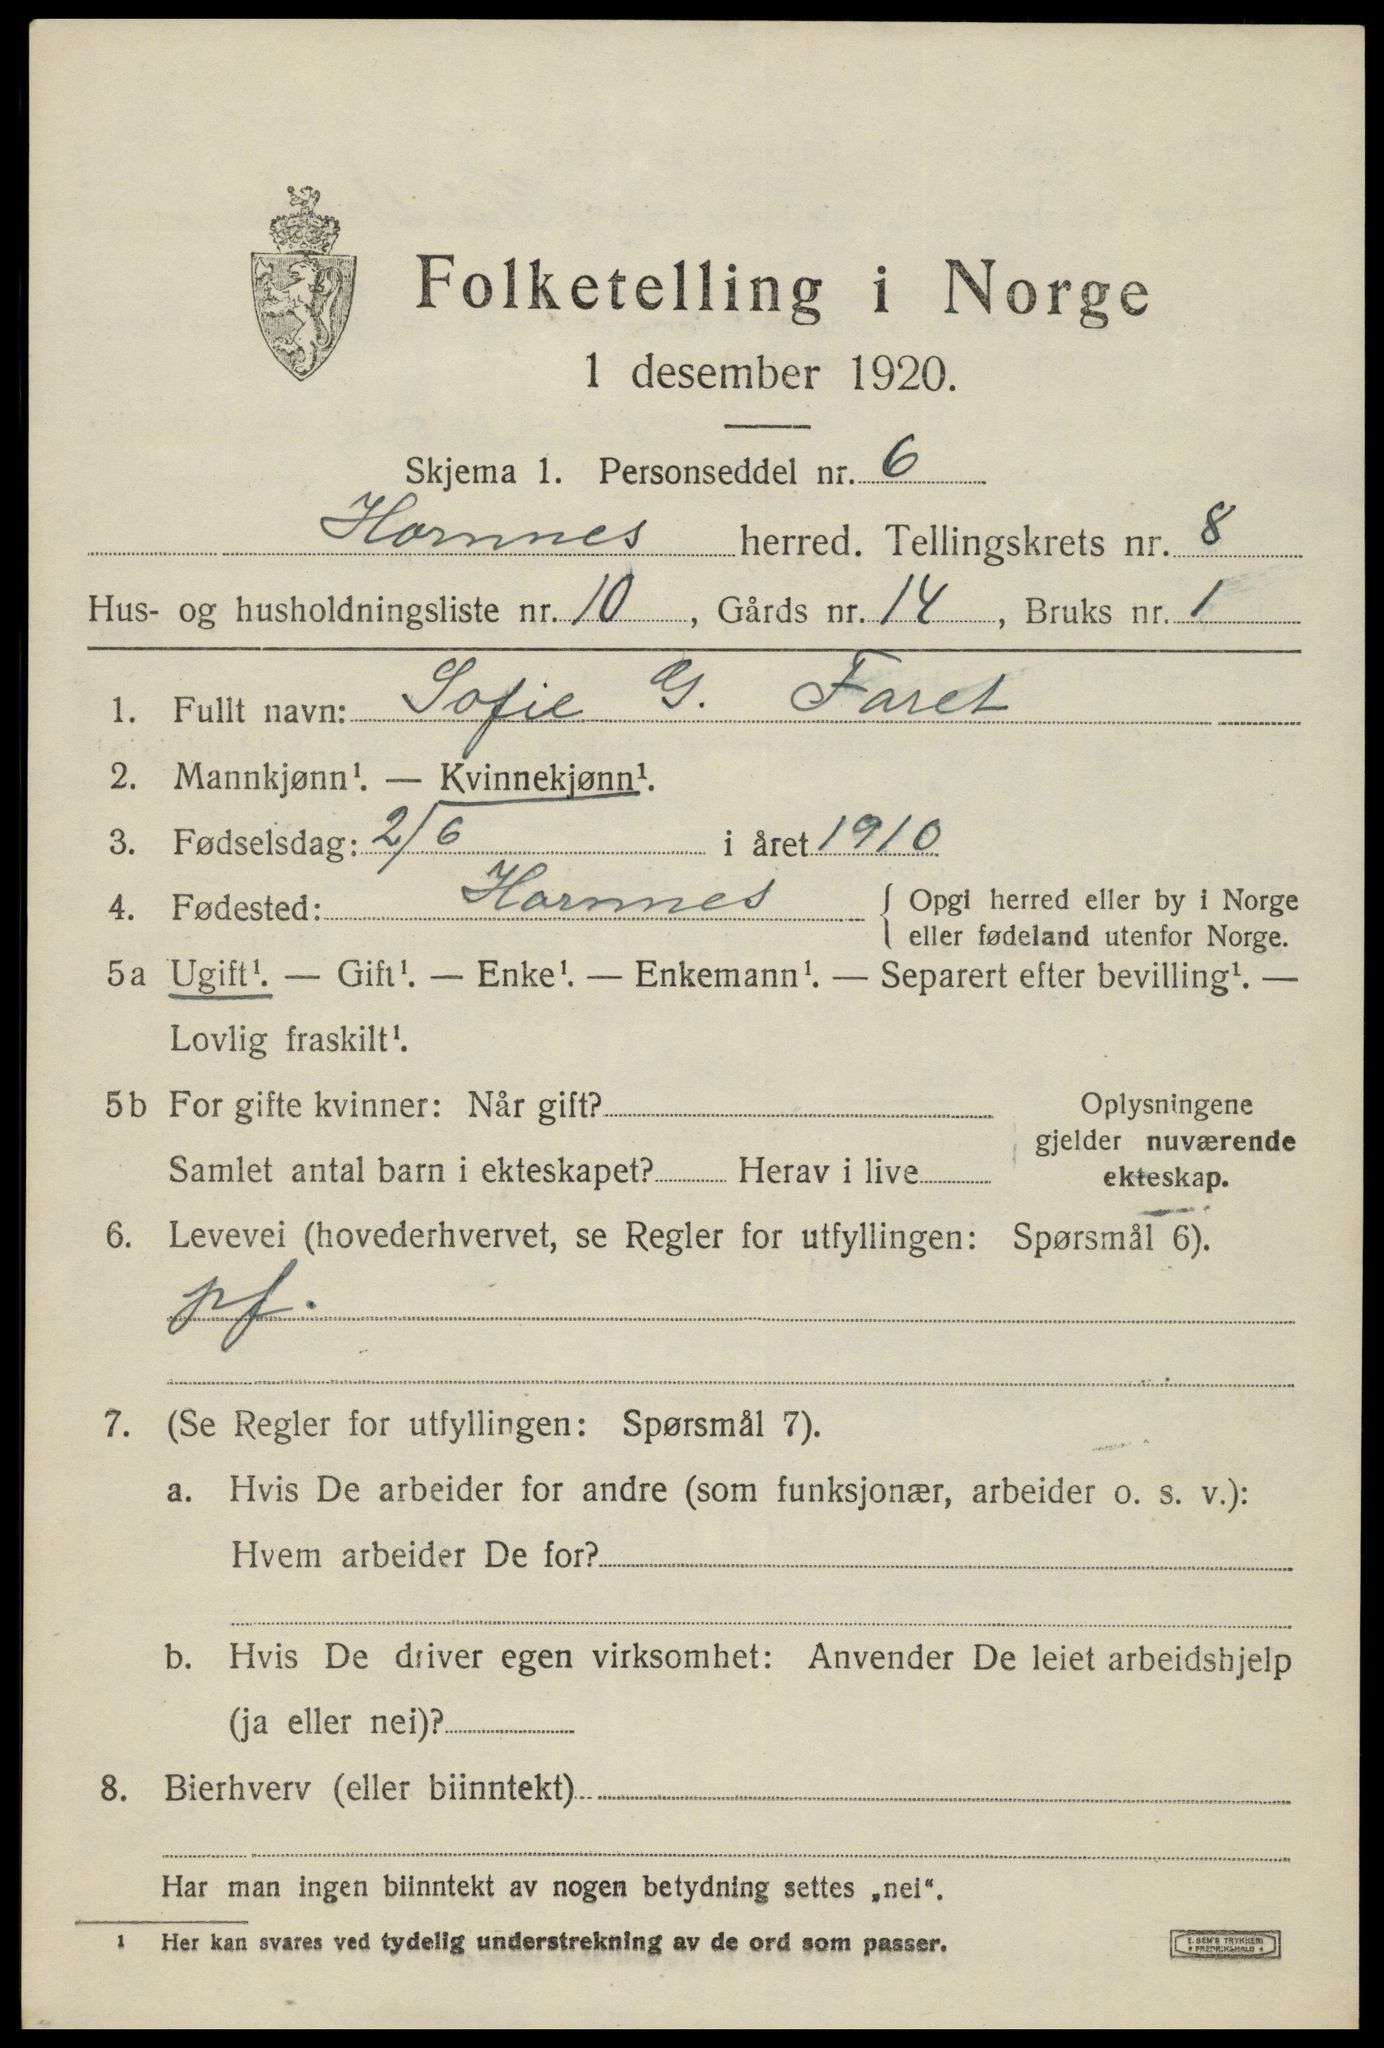 Folketelling i Norge
1 desember 1920.
Skjema 1. Personseddel nr. 6
Hornnes herred. Tellingskrets nr. 8
Hus- og husholdningsliste nr. 10, Gårds nr. 14, Bruks nr. 1
1. Fullt navn: Sofie G. Faret
2. Mannkjønn¹. — Kvinnekjønn¹.
3. Fødselsdag: 2/6 i året 1910
4. Fødested: Hornnes { Opgi herred eller by i Norge
eller fødeland utenfor Norge.
5a Ugift¹. — Gift¹. — Enke¹. — Enkemann¹. — Separert efter bevilling¹. —
Lovlig fraskilt¹.
5b For gifte kvinner: Når gift? Oplysningene
gjelder nuværende
Samlet antal barn i ekteskapet? Herav i live ekteskap.
6. Levevei (hovederhvervet, se Regler for utfyllingen: Spørsmål 6).
pf.
7. (Se Regler for utfyllingen: Spørsmål 7).
a. Hvis De arbeider for andre (som funksjonær, arbeider o. s. v.):
Hvem arbeider De for?
b. Hvis De driver egen virksomhet: Anvender De leiet arbeidshjelp
(ja eller nei)?
8. Bierhverv (eller biinntekt)
Har man ingen biinntekt av nogen betydning settes „nei“.
¹ Her kan svares ved tydelig understrekning av de ord som passer.
E. SEM'S TRYKKERI
FREDRIKSHALD